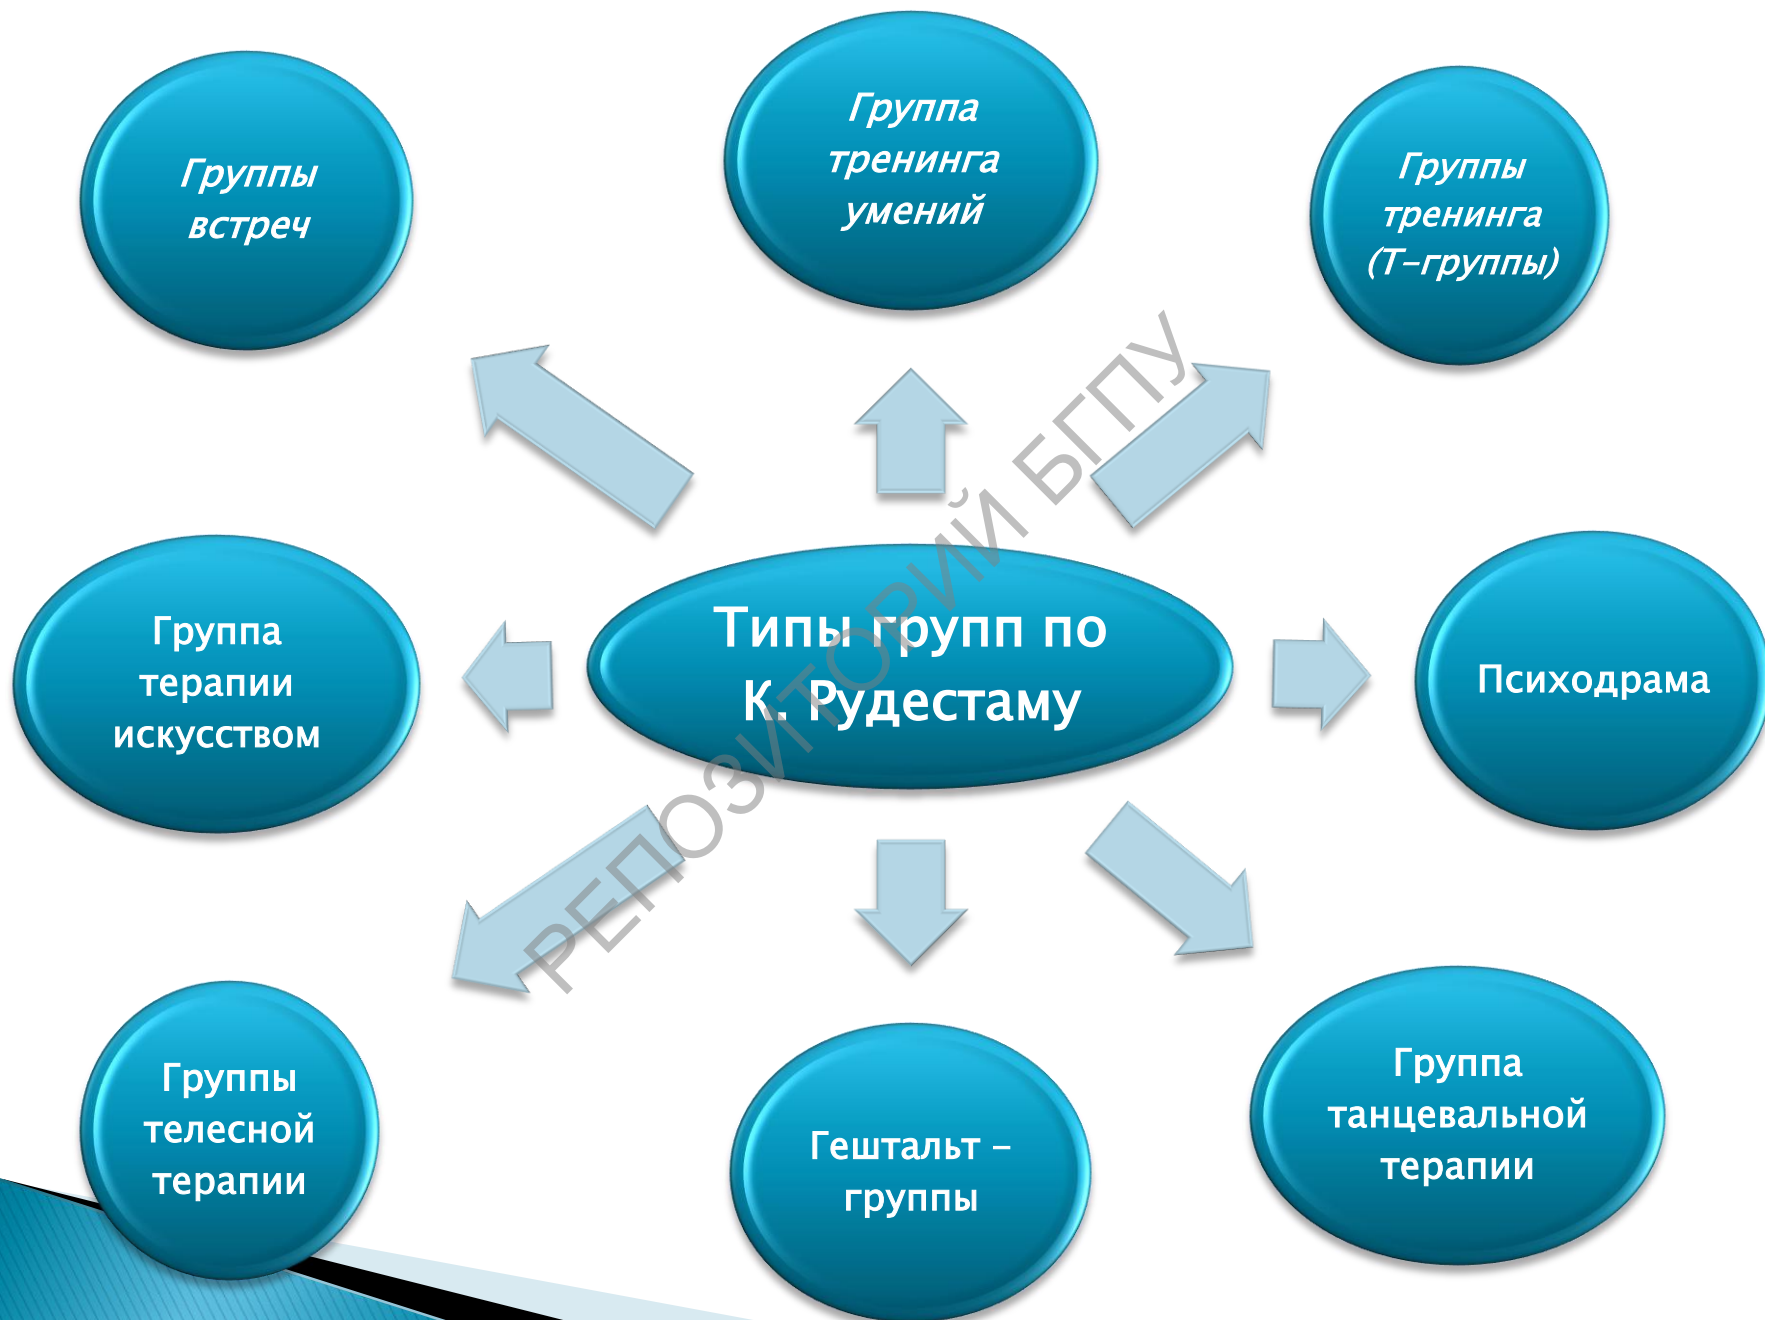 Группы
встреч
Группа
тренинга
умений
Группы
тренинга
(Т-группы)
Группа
терапии
искусством
Типы групп по
К. Рудестаму
Психодрама
Группы
телесной
терапии
Гештальт -
группы
Группа
танцевальной
терапии
РЕПОЗИТОРИЙ БГПУ